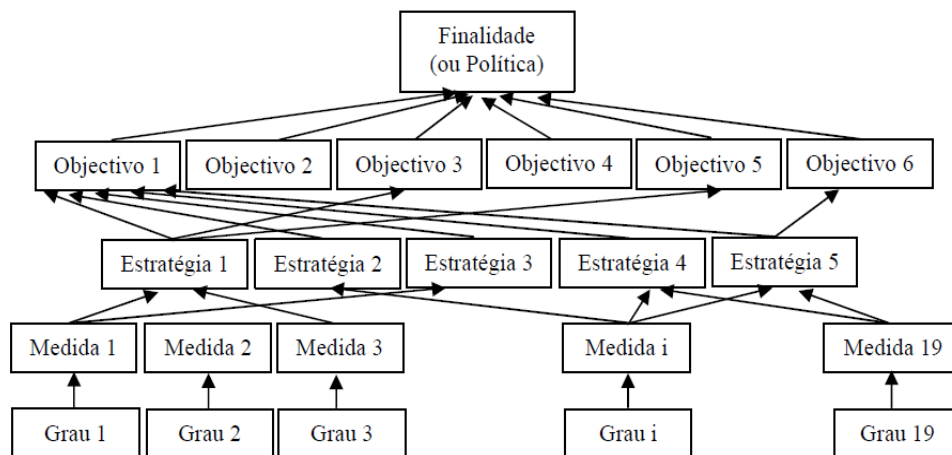 Finalidade
(ou Política)
Objectivo 1
Objectivo 2
Objectivo 3
Objectivo 4
Objectivo 5
Objectivo 6
Estratégia 1
Estratégia 2
Estratégia 3
Estratégia 4
Estratégia 5
Medida 1
Medida 2
Medida 3
Medida i
Medida 19
Grau 1
Grau 2
Grau 3
Grau i
Grau 19